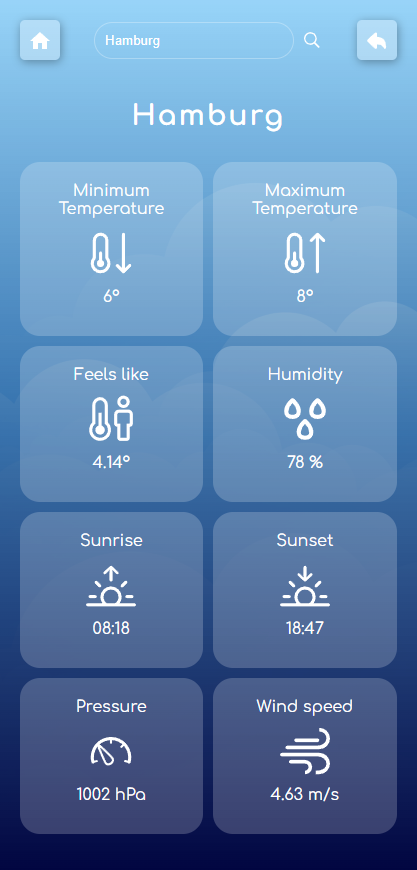 Hamburg
Hamburg
Minimum
Temperature
6°
Maximum
Temperature
8°
Feels like
4.14°
Humidity
78 %
Sunrise
08:18
Sunset
18:47
Pressure
1002 hPa
Wind speed
4.63 m/s